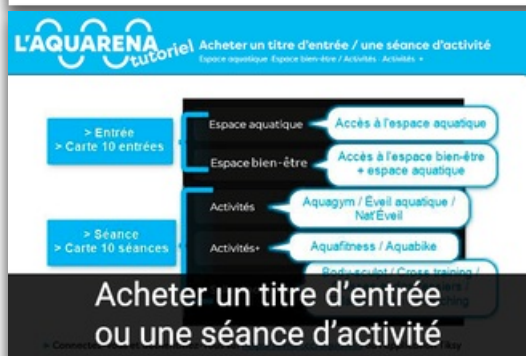 L'AQUARENA
tutoriel
Acheter un titre d'entrée / une séance d'activité
Espace aquatique Espace bien-être / Activités Activités +
> Entrée
> Carte 10 entrées
Espace aquatique
Accès à l'espace aquatique
Espace bien-être
Accès à l'espace bien-être
+ espace aquatique
> Séance
> Carte 10 séances
Activités
Aquagym / Éveil aquatique /
Nat'Éveil
Activités+
Aquafitness / Aquabike
Body-sculpt / Cross training /
Acheter un titre d'entrée
ou une séance d'activité